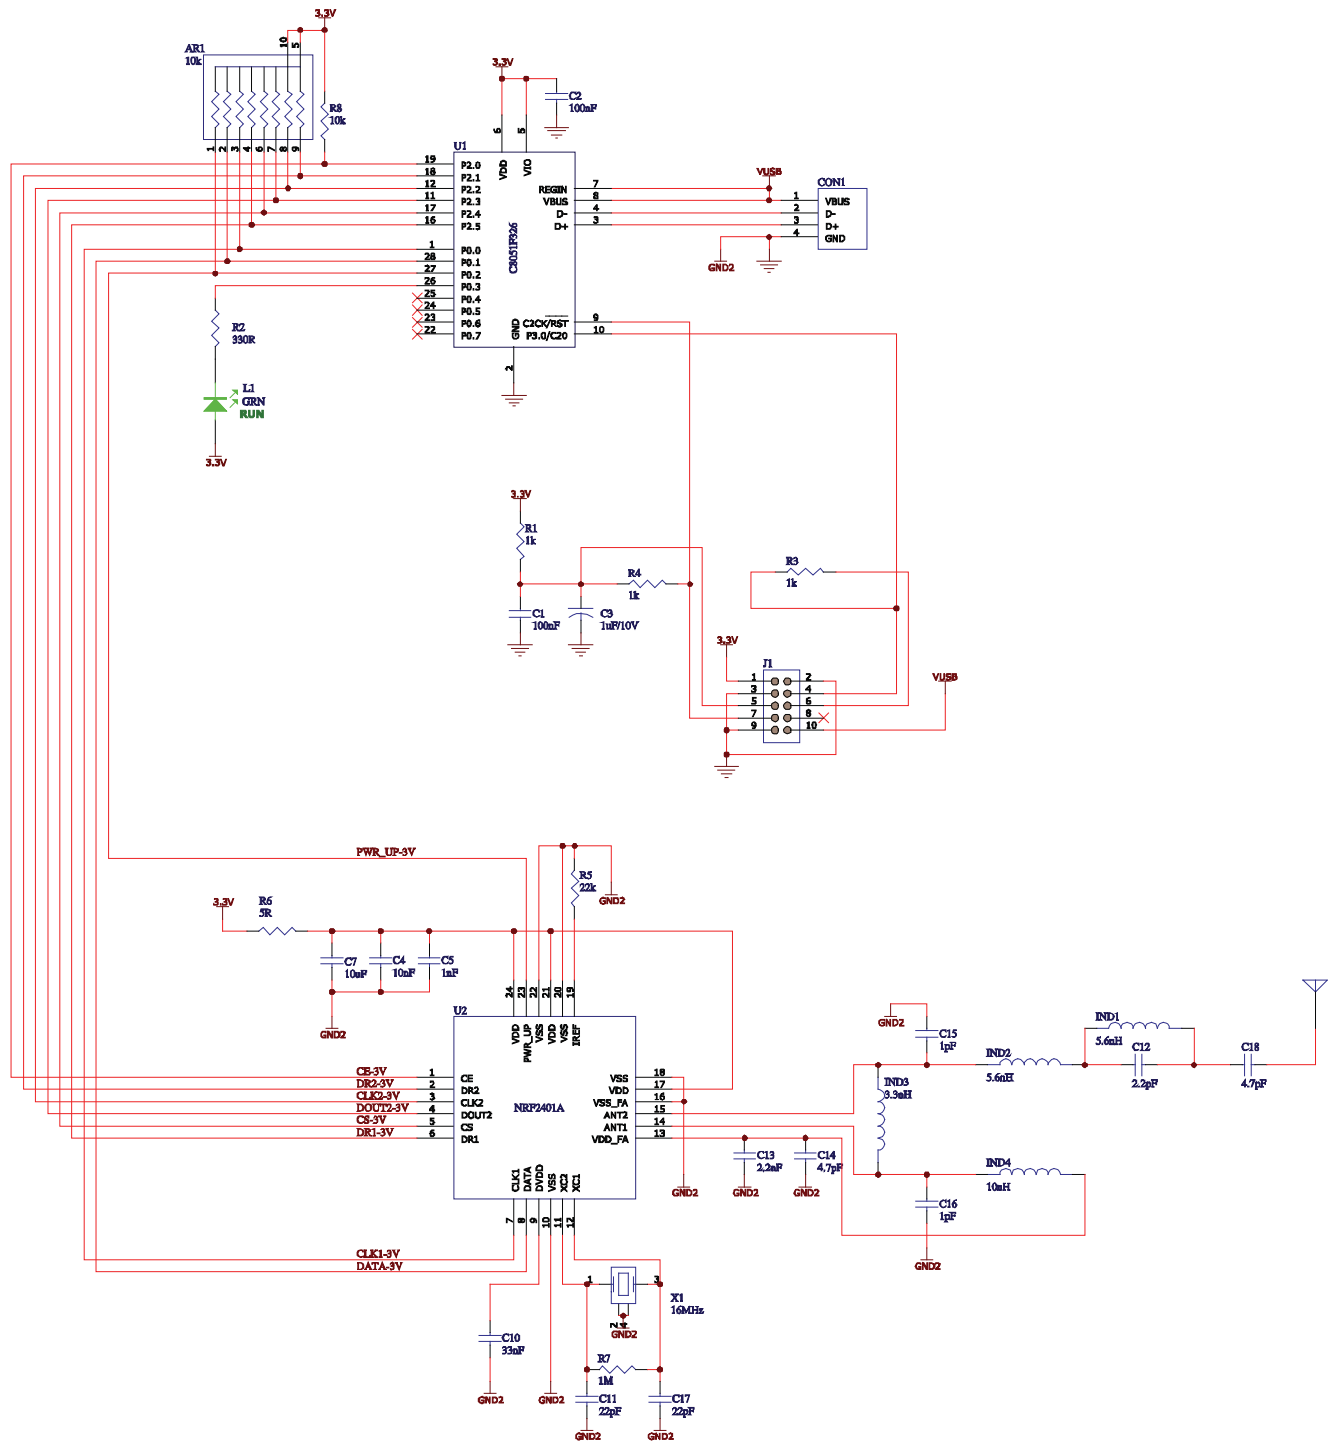 3.3V
AR1
10k
10
5
R8
10k
1
2
3
4
6
7
8
9
3.3V
C2
100nF
6
5
U1
VDD
VIO
C8051F326
19 P2.0
18 P2.1
12 P2.2
11 P2.3
17 P2.4
16 P2.5
1 P0.0
28 P0.1
27 P0.2
26 P0.3
25 P0.4
24 P0.5
23 P0.6
22 P0.7
REGIN 7
VBUS 8
D- 4
D+ 3
C2CK/RST 9
P3.0/C20 10
GND
2
VUSB
CON1
1 VBUS
2 D-
3 D+
4 GND
GND2
R2
330R
L1
GRN
RUN
3.3V
3.3V
R1
1k
R4
1k
C1
100nF
C3
1uF/10V
R3
1k
3.3V
J1
1 2
3 4
5 6
7 8
9 10
VUSB
PWR_UP-3V
R5
22k
GND2
3.3V
R6
5R
C7
10uF
C4
10nF
C5
1nF
GND2
24
23
22
21
20
19
U2
VDD
PWR_UP
VSS
VDD
VSS
IREF
NRF2401A
CE-3V 1 CE
DR2-3V 2 DR2
CLK2-3V 3 CLK2
DOUT2-3V 4 DOUT2
CS-3V 5 CS
DR1-3V 6 DR1
VSS 18
VDD 17
VSS_FA 16
ANT2 15
ANT1 14
VDD_FA 13
CLK1
DATA
DVDD
VSS
XC2
XC1
7
8
9
10
11
12
GND2
C13
2.2nF
GND2
C14
4.7pF
GND2
GND2
C15
1pF
IND3
3.3nH
IND2
5.6nH
IND1
5.6nH
C12
2.2pF
C18
4.7pF
IND4
10nH
C16
1pF
GND2
CLK1-3V
DATA-3V
1
3
X1
16MHz
2
4
GND2
C10
33nF
GND2
GND2
R7
1M
C11
22pF
GND2
C17
22pF
GND2